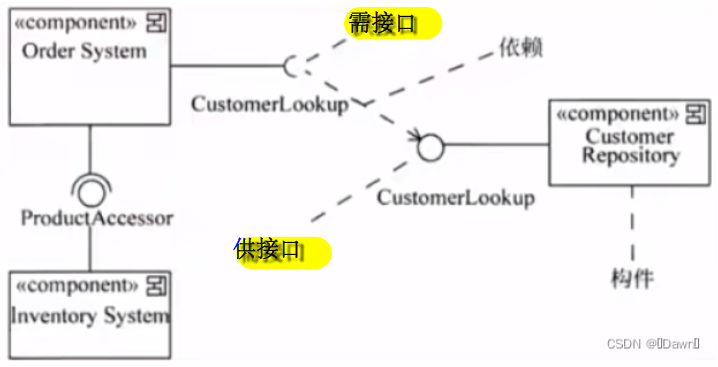 «component»
Order System
需接口
依赖
CustomerLookup
«component»
Customer
Repository
CustomerLookup
ProductAccessor
供接口
«component»
Inventory System
构件
CSDN @Dawn